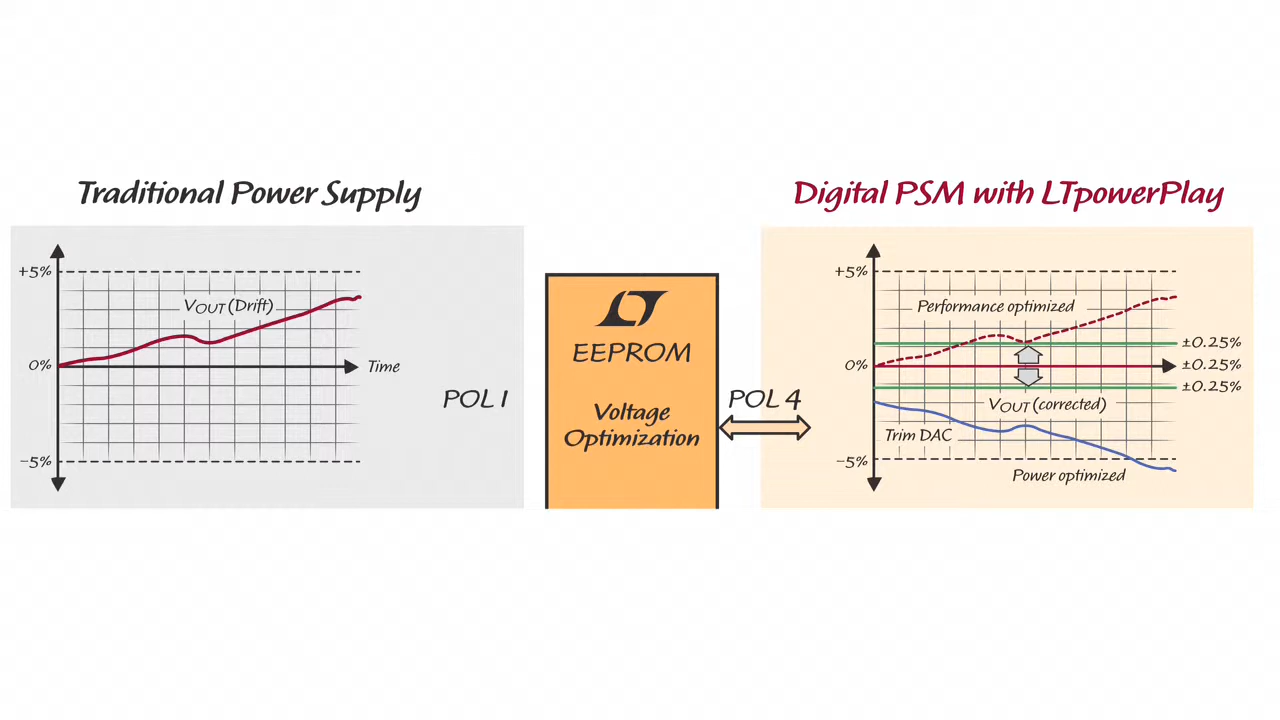 Traditional Power Supply
+5%
VOUT (Drift)
0%
Time
-5%
POL 1
LT
EEPROM
Voltage
Optimization
POL 4
Digital PSM with LTpowerPlay
+5%
Performance optimized
±0.25%
0%
±0.25%
±0.25%
VOUT (corrected)
Trim DAC
-5%
Power optimized